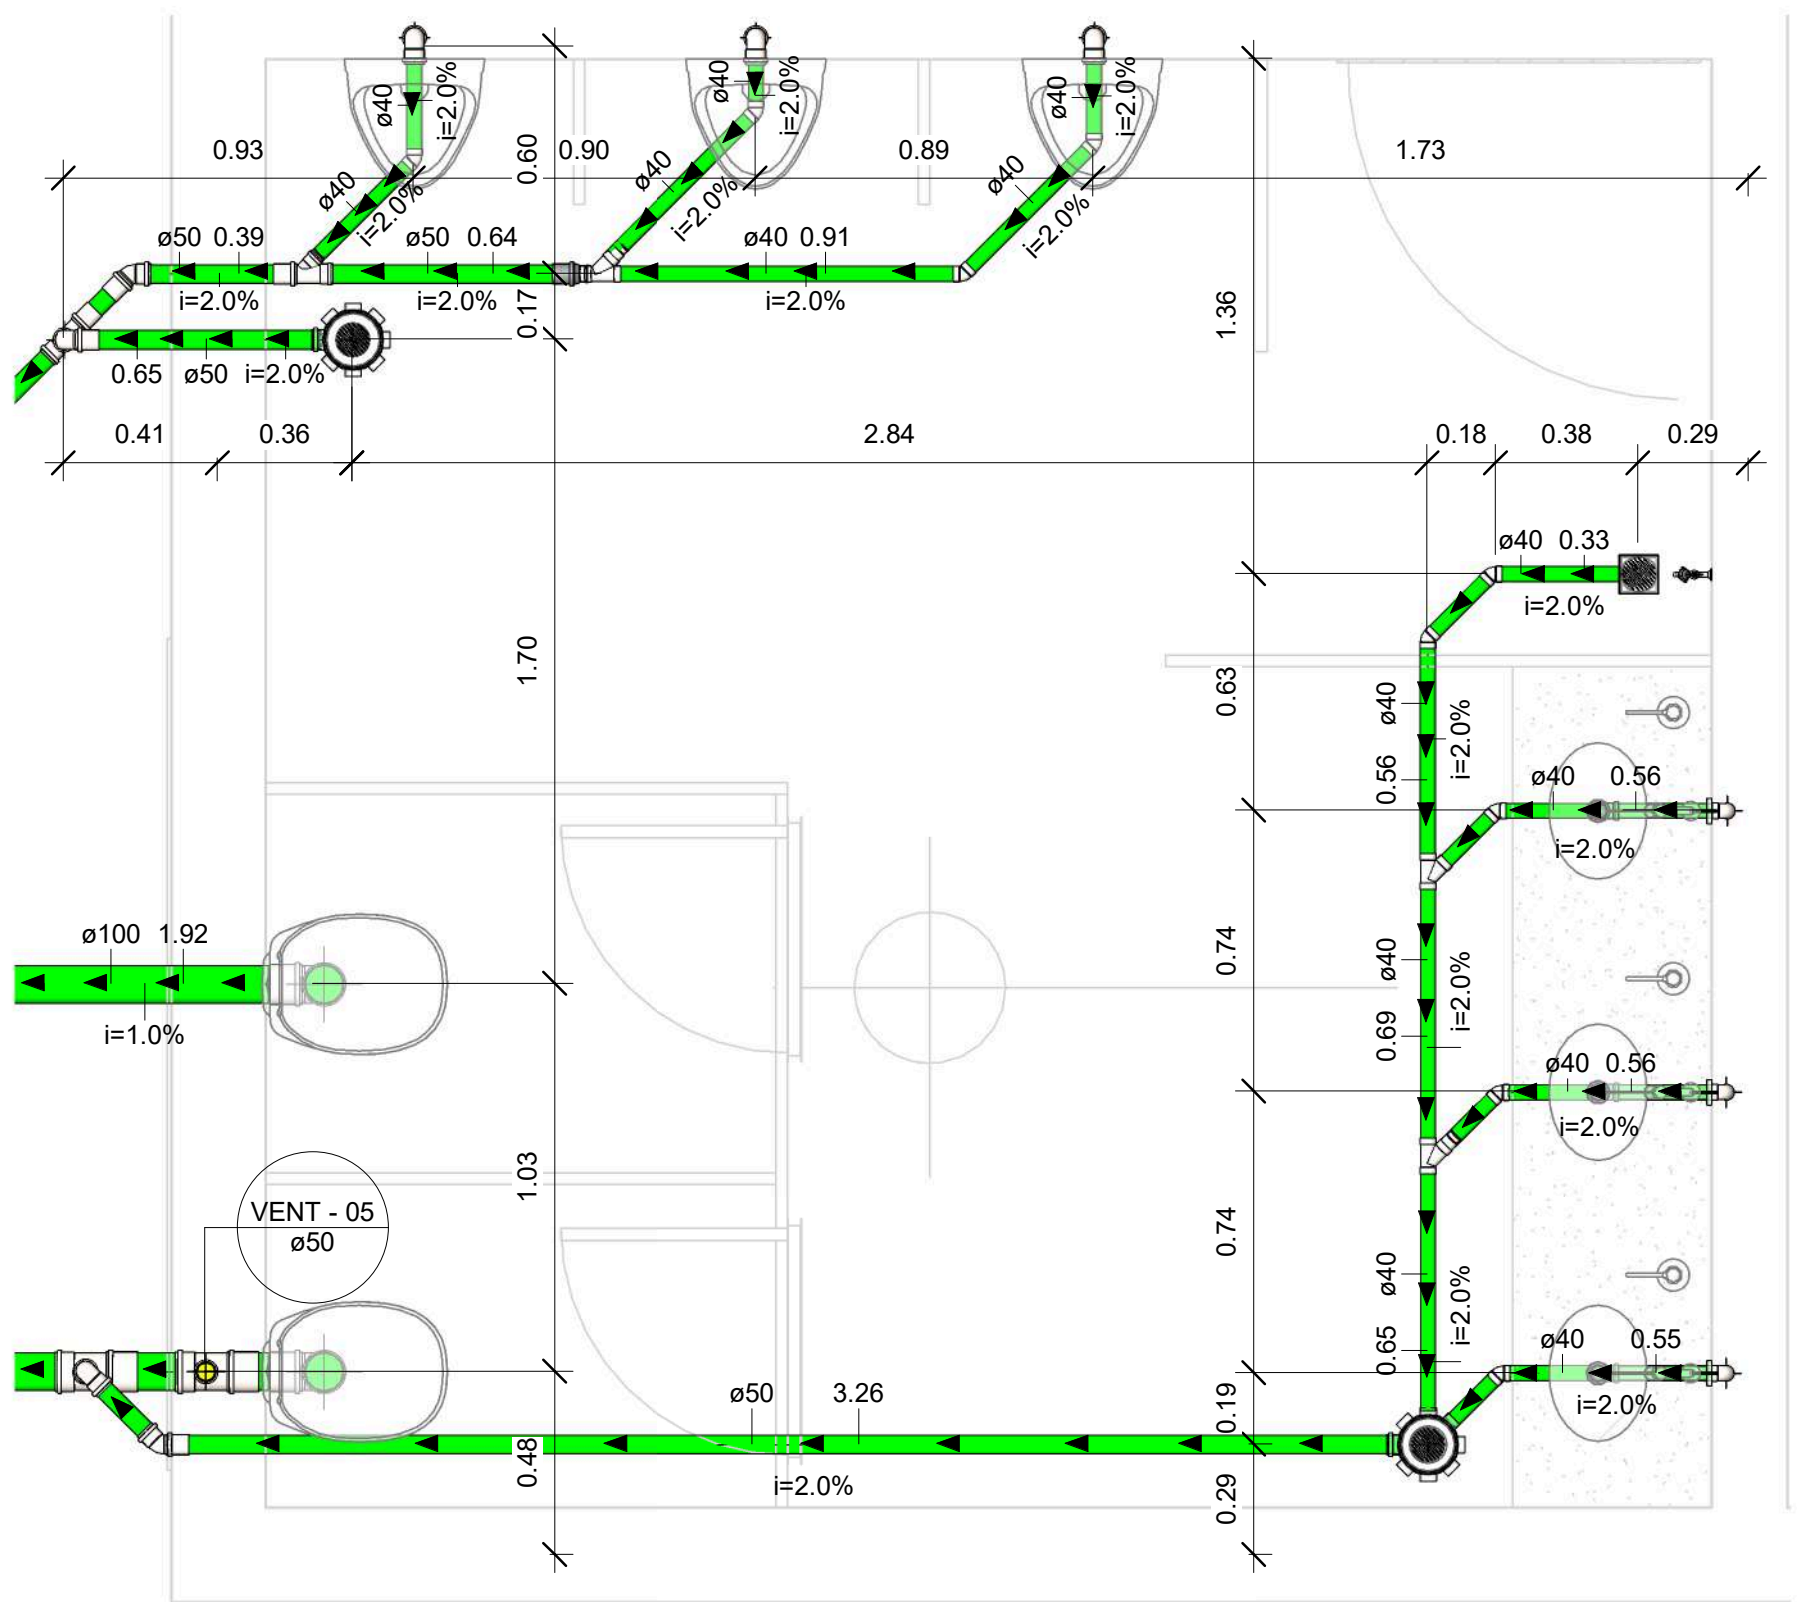 ø40
i=2.0%
ø40
i=2.0%
ø40
i=2.0%
0.93
0.60
0.90
0.89
1.73
ø40
i=2.0%
ø40
i=2.0%
ø40
i=2.0%
ø50 0.39
i=2.0%
ø50 0.64
i=2.0%
ø40 0.91
i=2.0%
0.17
1.36
0.65 ø50 i=2.0%
0.41
0.36
2.84
0.18
0.38
0.29
ø40 0.33
i=2.0%
1.70
0.63
ø40
i=2.0%
0.56
ø40 0.56
i=2.0%
ø100 1.92
i=1.0%
0.74
ø40
i=2.0%
0.69
ø40 0.56
i=2.0%
1.03
VENT - 05
ø50
0.74
ø40
i=2.0%
0.65
ø40 0.55
i=2.0%
ø50 3.26
i=2.0%
0.19
0.48
0.29